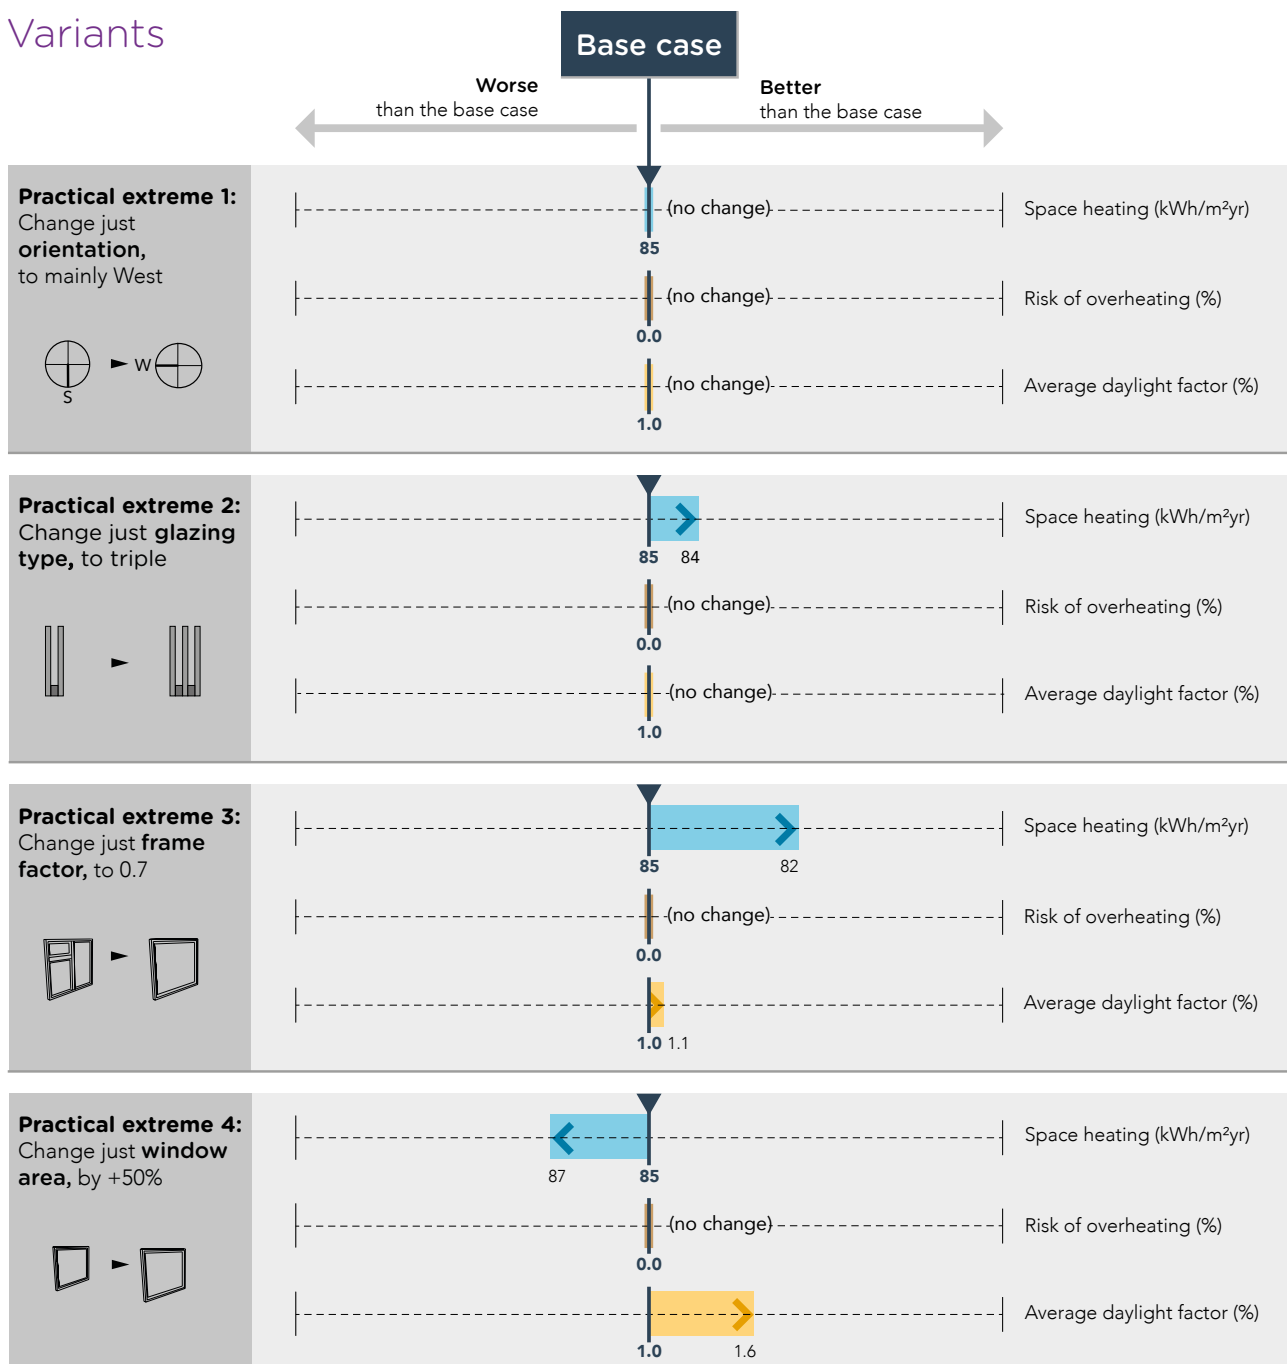 Variants
Base case
Worse
than the base case
Better
than the base case
Practical extreme 1:
Change just
orientation,
to mainly West
S
W
(no change)
Space heating (kWh/m²yr)
85
(no change)
Risk of overheating (%)
0.0
(no change)
Average daylight factor (%)
1.0
Practical extreme 2:
Change just glazing
type, to triple
Space heating (kWh/m²yr)
85 84
(no change)
Risk of overheating (%)
0.0
(no change)
Average daylight factor (%)
1.0
Practical extreme 3:
Change just frame
factor, to 0.7
Space heating (kWh/m²yr)
85 82
(no change)
Risk of overheating (%)
0.0
Average daylight factor (%)
1.0 1.1
Practical extreme 4:
Change just window
area, by +50%
Space heating (kWh/m²yr)
87 85
(no change)
Risk of overheating (%)
0.0
Average daylight factor (%)
1.0 1.6